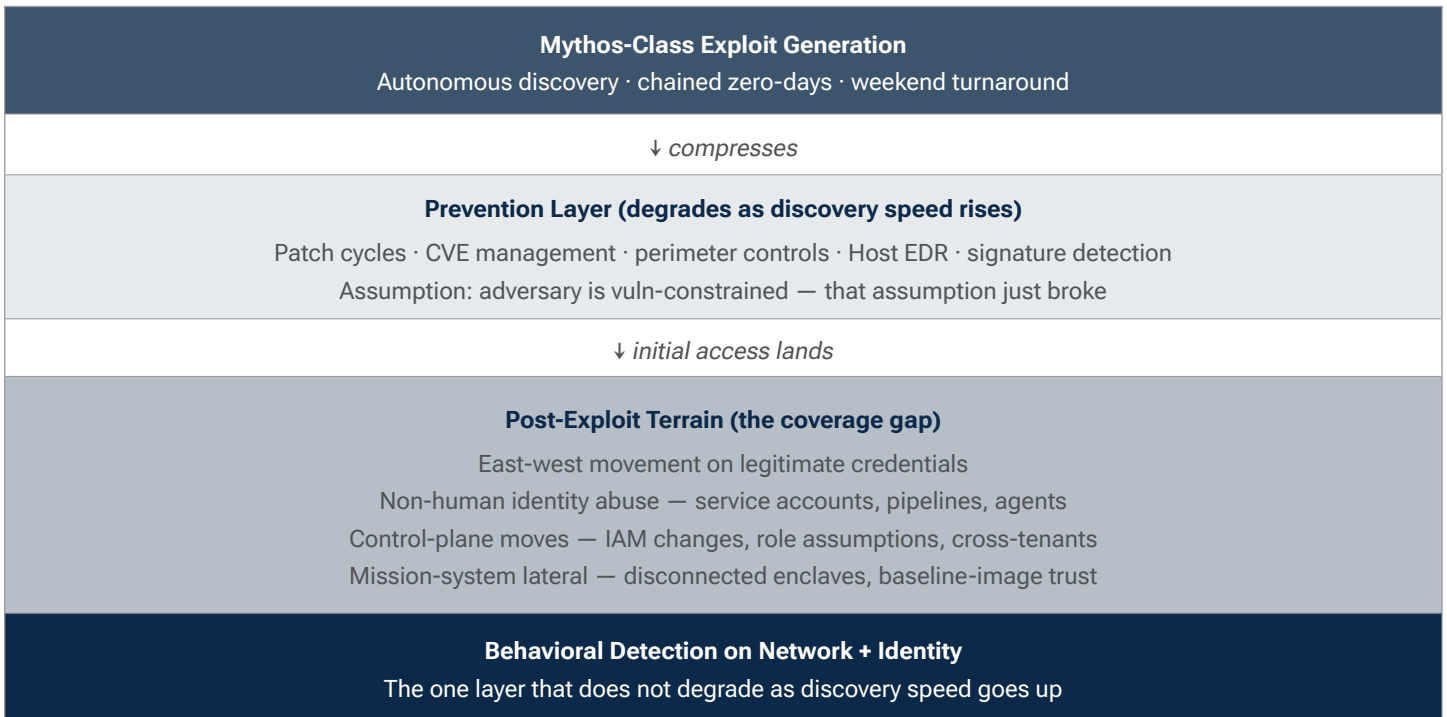 Mythos-Class Exploit Generation
Autonomous discovery · chained zero-days · weekend turnaround
↓ compresses
Prevention Layer (degrades as discovery speed rises)
Patch cycles · CVE management · perimeter controls · Host EDR · signature detection
Assumption: adversary is vuln-constrained — that assumption just broke
↓ initial access lands
Post-Exploit Terrain (the coverage gap)
East-west movement on legitimate credentials
Non-human identity abuse — service accounts, pipelines, agents
Control-plane moves — IAM changes, role assumptions, cross-tenants
Mission-system lateral — disconnected enclaves, baseline-image trust
Behavioral Detection on Network + Identity
The one layer that does not degrade as discovery speed goes up